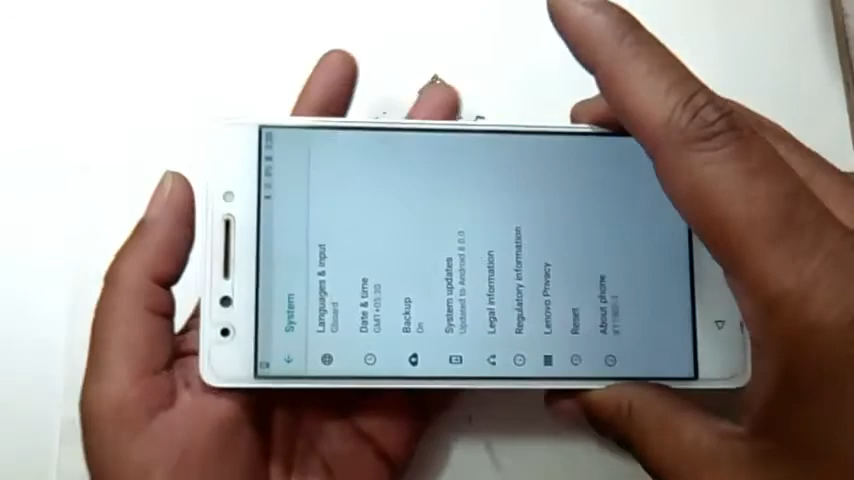 System
Languages & input
Gboard
Date & time
GMT+05:30
Backup
On
System updates
Updated to Android 8.0.0
Legal information
Regulatory information
Lenovo Privacy
Reset
About phone